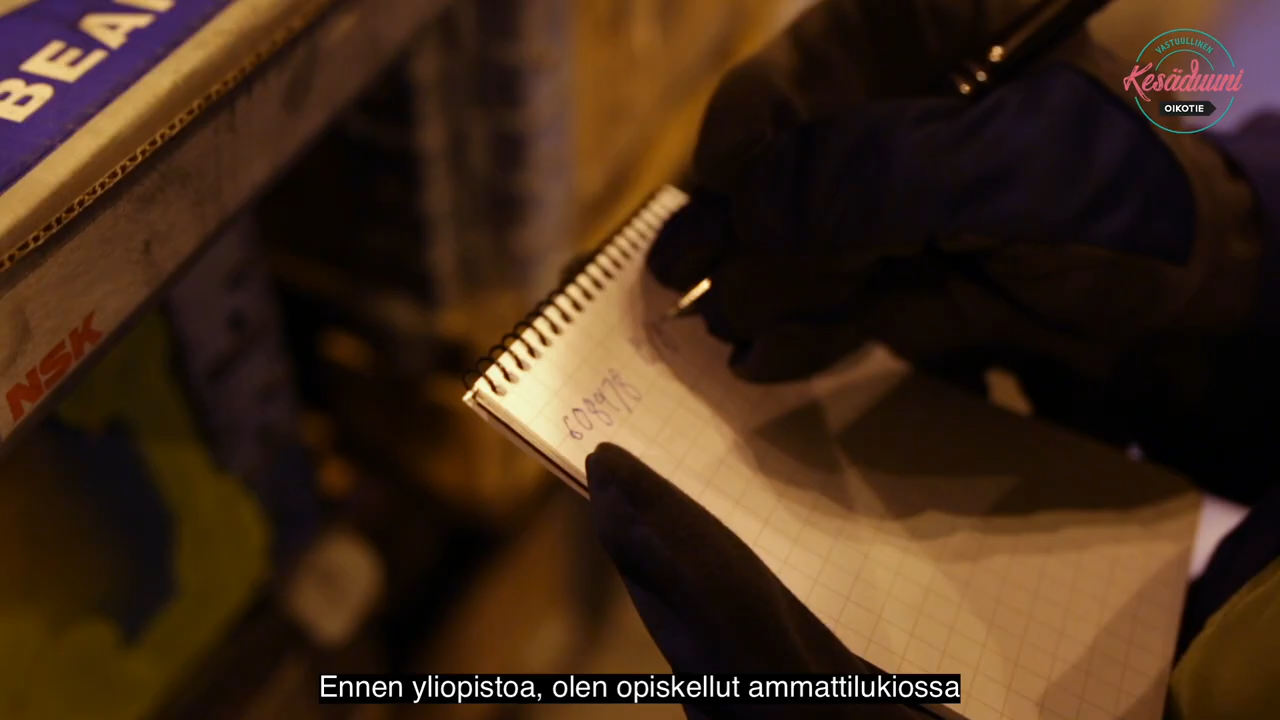 BEA
VASTUULLINEN
Kesäduuni
OIKOTIE
NSK
608978
Ennen yliopistoa, olen opiskellut ammattilukiossa